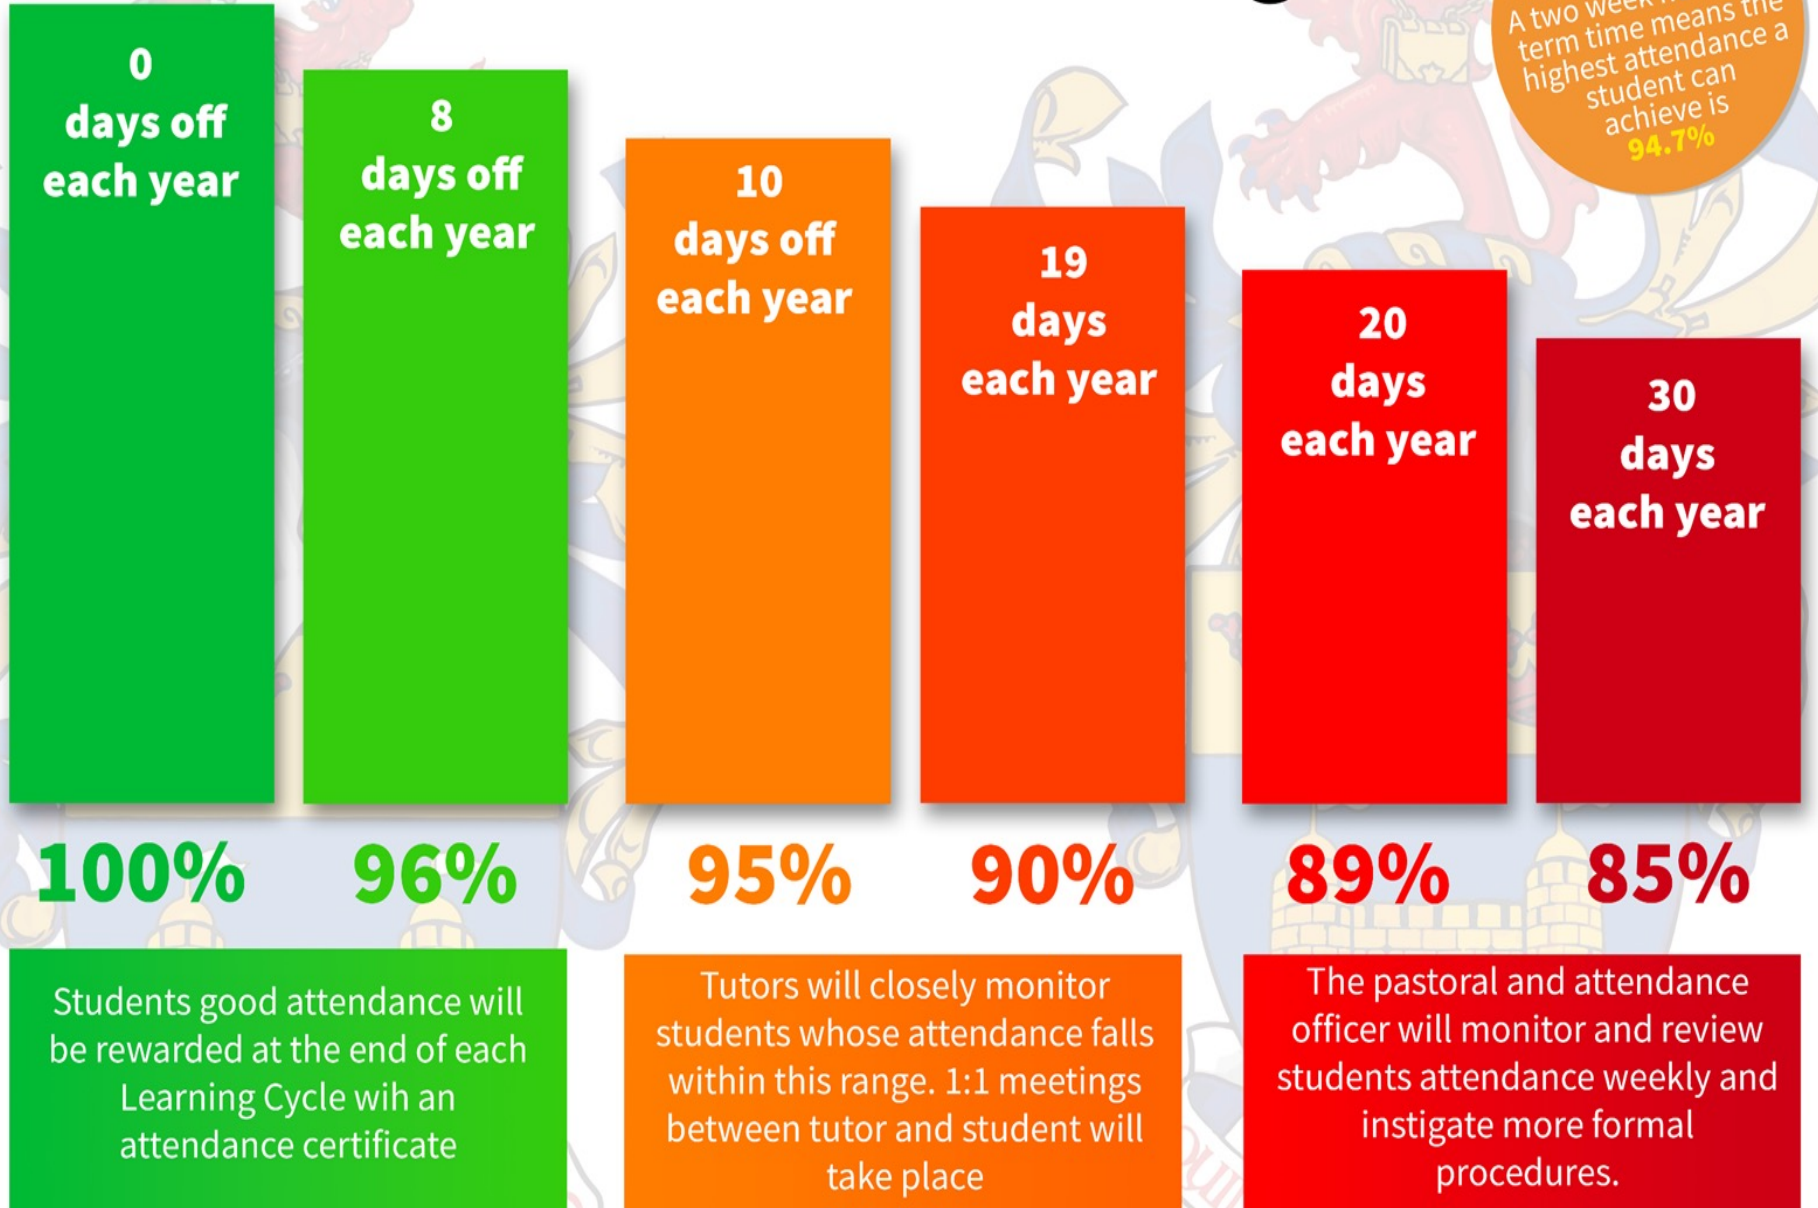 A two week
term time means the
highest attendance a
student can
achieve is
94.7%
0
days off
each year
8
days off
each year
10
days off
each year
19
days
each year
20
days
each year
30
days
each year
100%
96%
95%
90%
89%
85%
Students good attendance will
be rewarded at the end of each
Learning Cycle wih an
attendance certificate
Tutors will closely monitor
students whose attendance falls
within this range. 1:1 meetings
between tutor and student will
take place
The pastoral and attendance
officer will monitor and review
students attendance weekly and
instigate more formal
procedures.